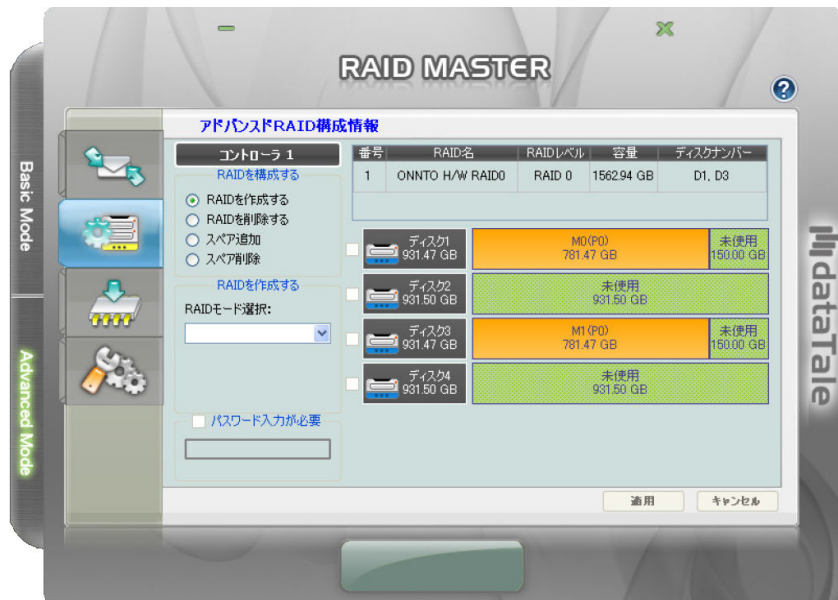 RAID MASTER
?
Basic Mode
Advanced Mode
アドバンスドRAID構成情報
コントローラ 1
RAIDを構成する
RAIDを作成する
RAIDを削除する
スペア追加
スペア削除
RAIDを作成する
RAIDモード選択:
パスワード入力が必要
番号 RAID名 RAIDレベル 容量 ディスクナンバー
1 ONNTO H/W RAID0 RAID 0 1562.94 GB D1, D3
ディスク1 M0(P0) 未使用
931.47 GB 781.47 GB 150.00 GB
ディスク2 未使用
931.50 GB 931.50 GB
ディスク3 M1(P0) 未使用
931.47 GB 781.47 GB 150.00 GB
ディスク4 未使用
931.50 GB 931.50 GB
適用 キャンセル
dataTale